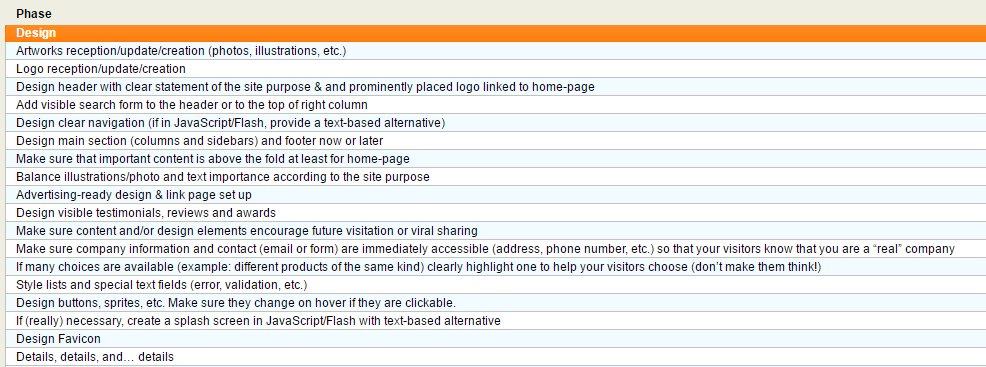 Phase
Design
Artworks reception/update/creation (photos, illustrations, etc.)
Logo reception/update/creation
Design header with clear statement of the site purpose & and prominently placed logo linked to home-page
Add visible search form to the header or to the top of right column
Design clear navigation (if in JavaScript/Flash, provide a text-based alternative)
Design main section (columns and sidebars) and footer now or later
Make sure that important content is above the fold at least for home-page
Balance illustrations/photo and text importance according to the site purpose
Advertising-ready design & link page set up
Design visible testimonials, reviews and awards
Make sure content and/or design elements encourage future visitation or viral sharing
Make sure company information and contact (email or form) are immediately accessible (address, phone number, etc.) so that your visitors know that you are a “real” company
If many choices are available (example: different products of the same kind) clearly highlight one to help your visitors choose (don’t make them think!)
Style lists and special text fields (error, validation, etc.)
Design buttons, sprites, etc. Make sure they change on hover if they are clickable.
If (really) necessary, create a splash screen in JavaScript/Flash with text-based alternative
Design Favicon
Details, details, and… details